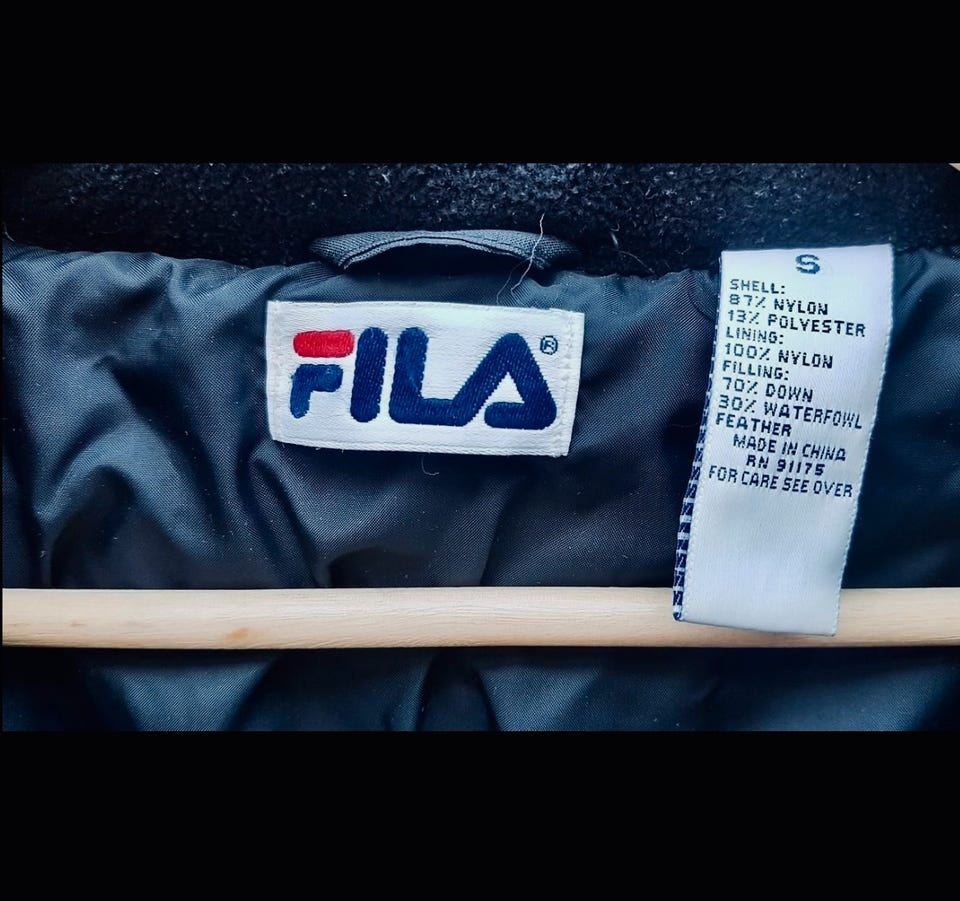 FILA®
S
SHELL:
87% NYLON
13% POLYESTER
LINING:
100% NYLON
FILLING:
70% DOWN
30% WATERFOWL
FEATHER
MADE IN CHINA
RN 91175
FOR CARE SEE OVER